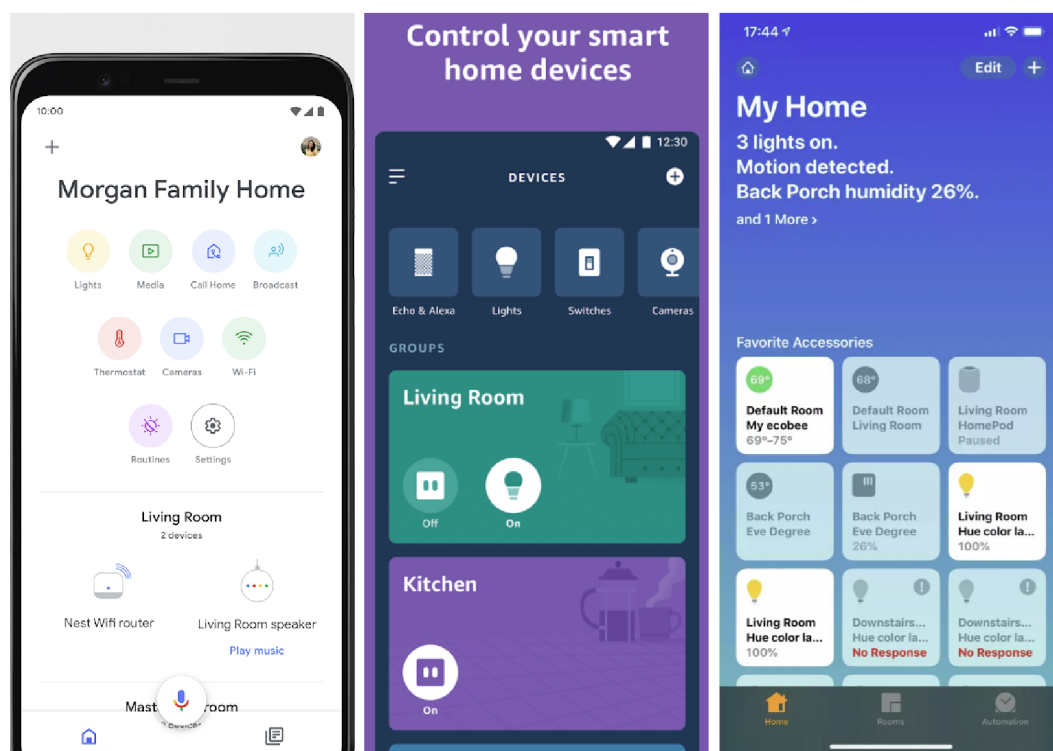 10:00
Morgan Family Home
Lights
Media
Call Home
Broadcast
Thermostat
Cameras
Wi-Fi
Routines
Settings
Living Room
2 devices
Nest Wifi router
Living Room speaker
Play music
Mast
room
Control your smart
home devices
12:30
DEVICES
Echo & Alexa
Lights
Switches
Cameras
GROUPS
Living Room
Off
On
Kitchen
On
17:44
Edit
My Home
3 lights on.
Motion detected.
Back Porch humidity 26%.
and 1 More >
Favorite Accessories
69°
Default Room
My ecobee
69°–75°
68°
Default Room
Living Room
Living Room
HomePod
Paused
53°
Back Porch
Eve Degree
Back Porch
Eve Degree
26%
Living Room
Hue color la...
100%
Living Room
Hue color la...
100%
Downstairs...
Hue color la...
No Response
Downstairs...
Hue color la...
No Response
Home
Rooms
Automation